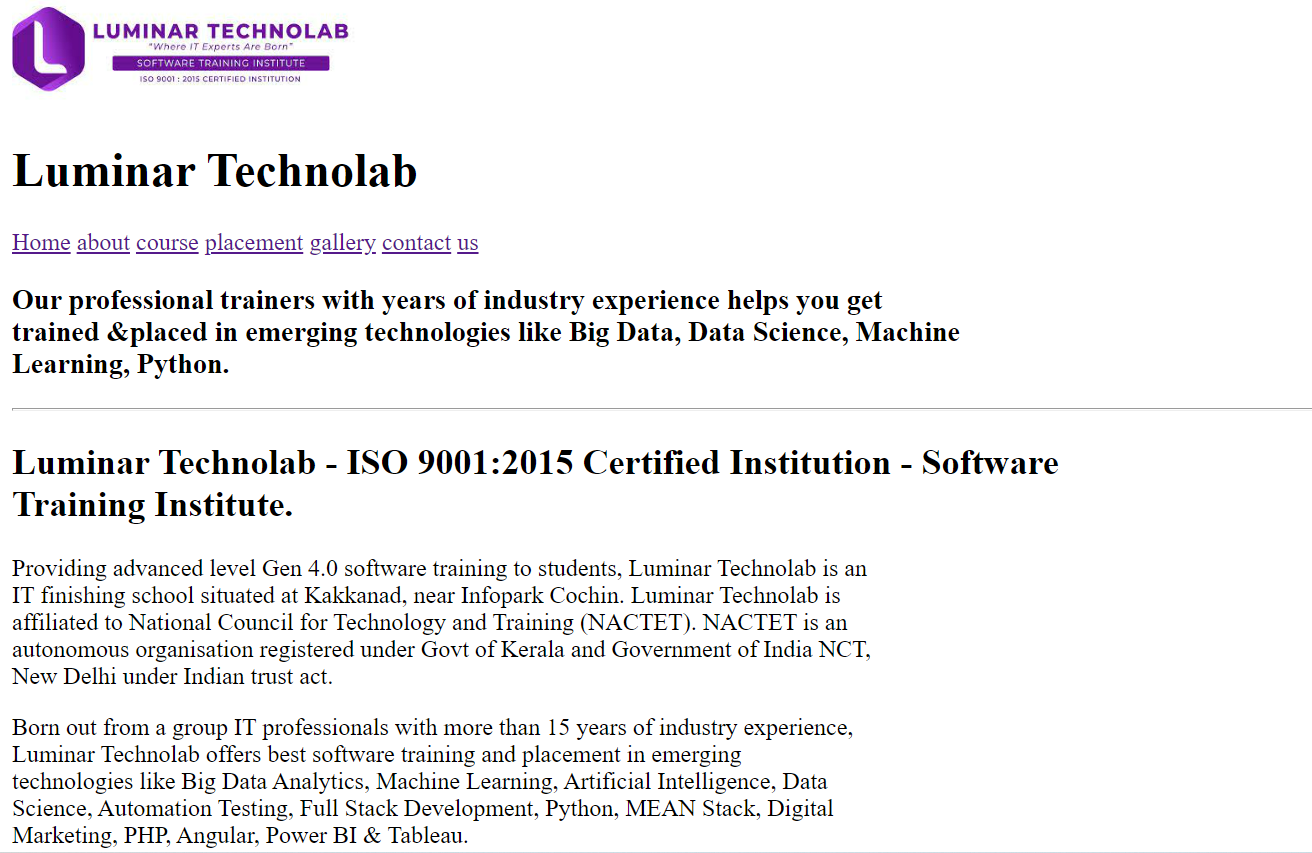 LUMINAR TECHNOLAB
"Where IT Experts Are Born"
SOFTWARE TRAINING INSTITUTE
ISO 9001 : 2015 CERTIFIED INSTITUTION
Luminar Technolab
Home about course placement gallery contact us
Our professional trainers with years of industry experience helps you get
trained &placed in emerging technologies like Big Data, Data Science, Machine
Learning, Python.
Luminar Technolab - ISO 9001:2015 Certified Institution - Software
Training Institute.
Providing advanced level Gen 4.0 software training to students, Luminar Technolab is an
IT finishing school situated at Kakkanad, near Infopark Cochin. Luminar Technolab is
affiliated to National Council for Technology and Training (NACTET). NACTET is an
autonomous organisation registered under Govt of Kerala and Government of India NCT,
New Delhi under Indian trust act.
Born out from a group IT professionals with more than 15 years of industry experience,
Luminar Technolab offers best software training and placement in emerging
technologies like Big Data Analytics, Machine Learning, Artificial Intelligence, Data
Science, Automation Testing, Full Stack Development, Python, MEAN Stack, Digital
Marketing, PHP, Angular, Power BI & Tableau.